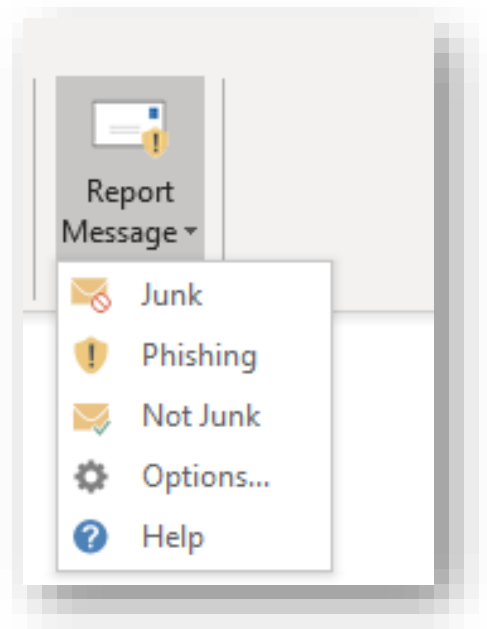 Report
Message
Junk
Phishing
Not Junk
Options...
Help